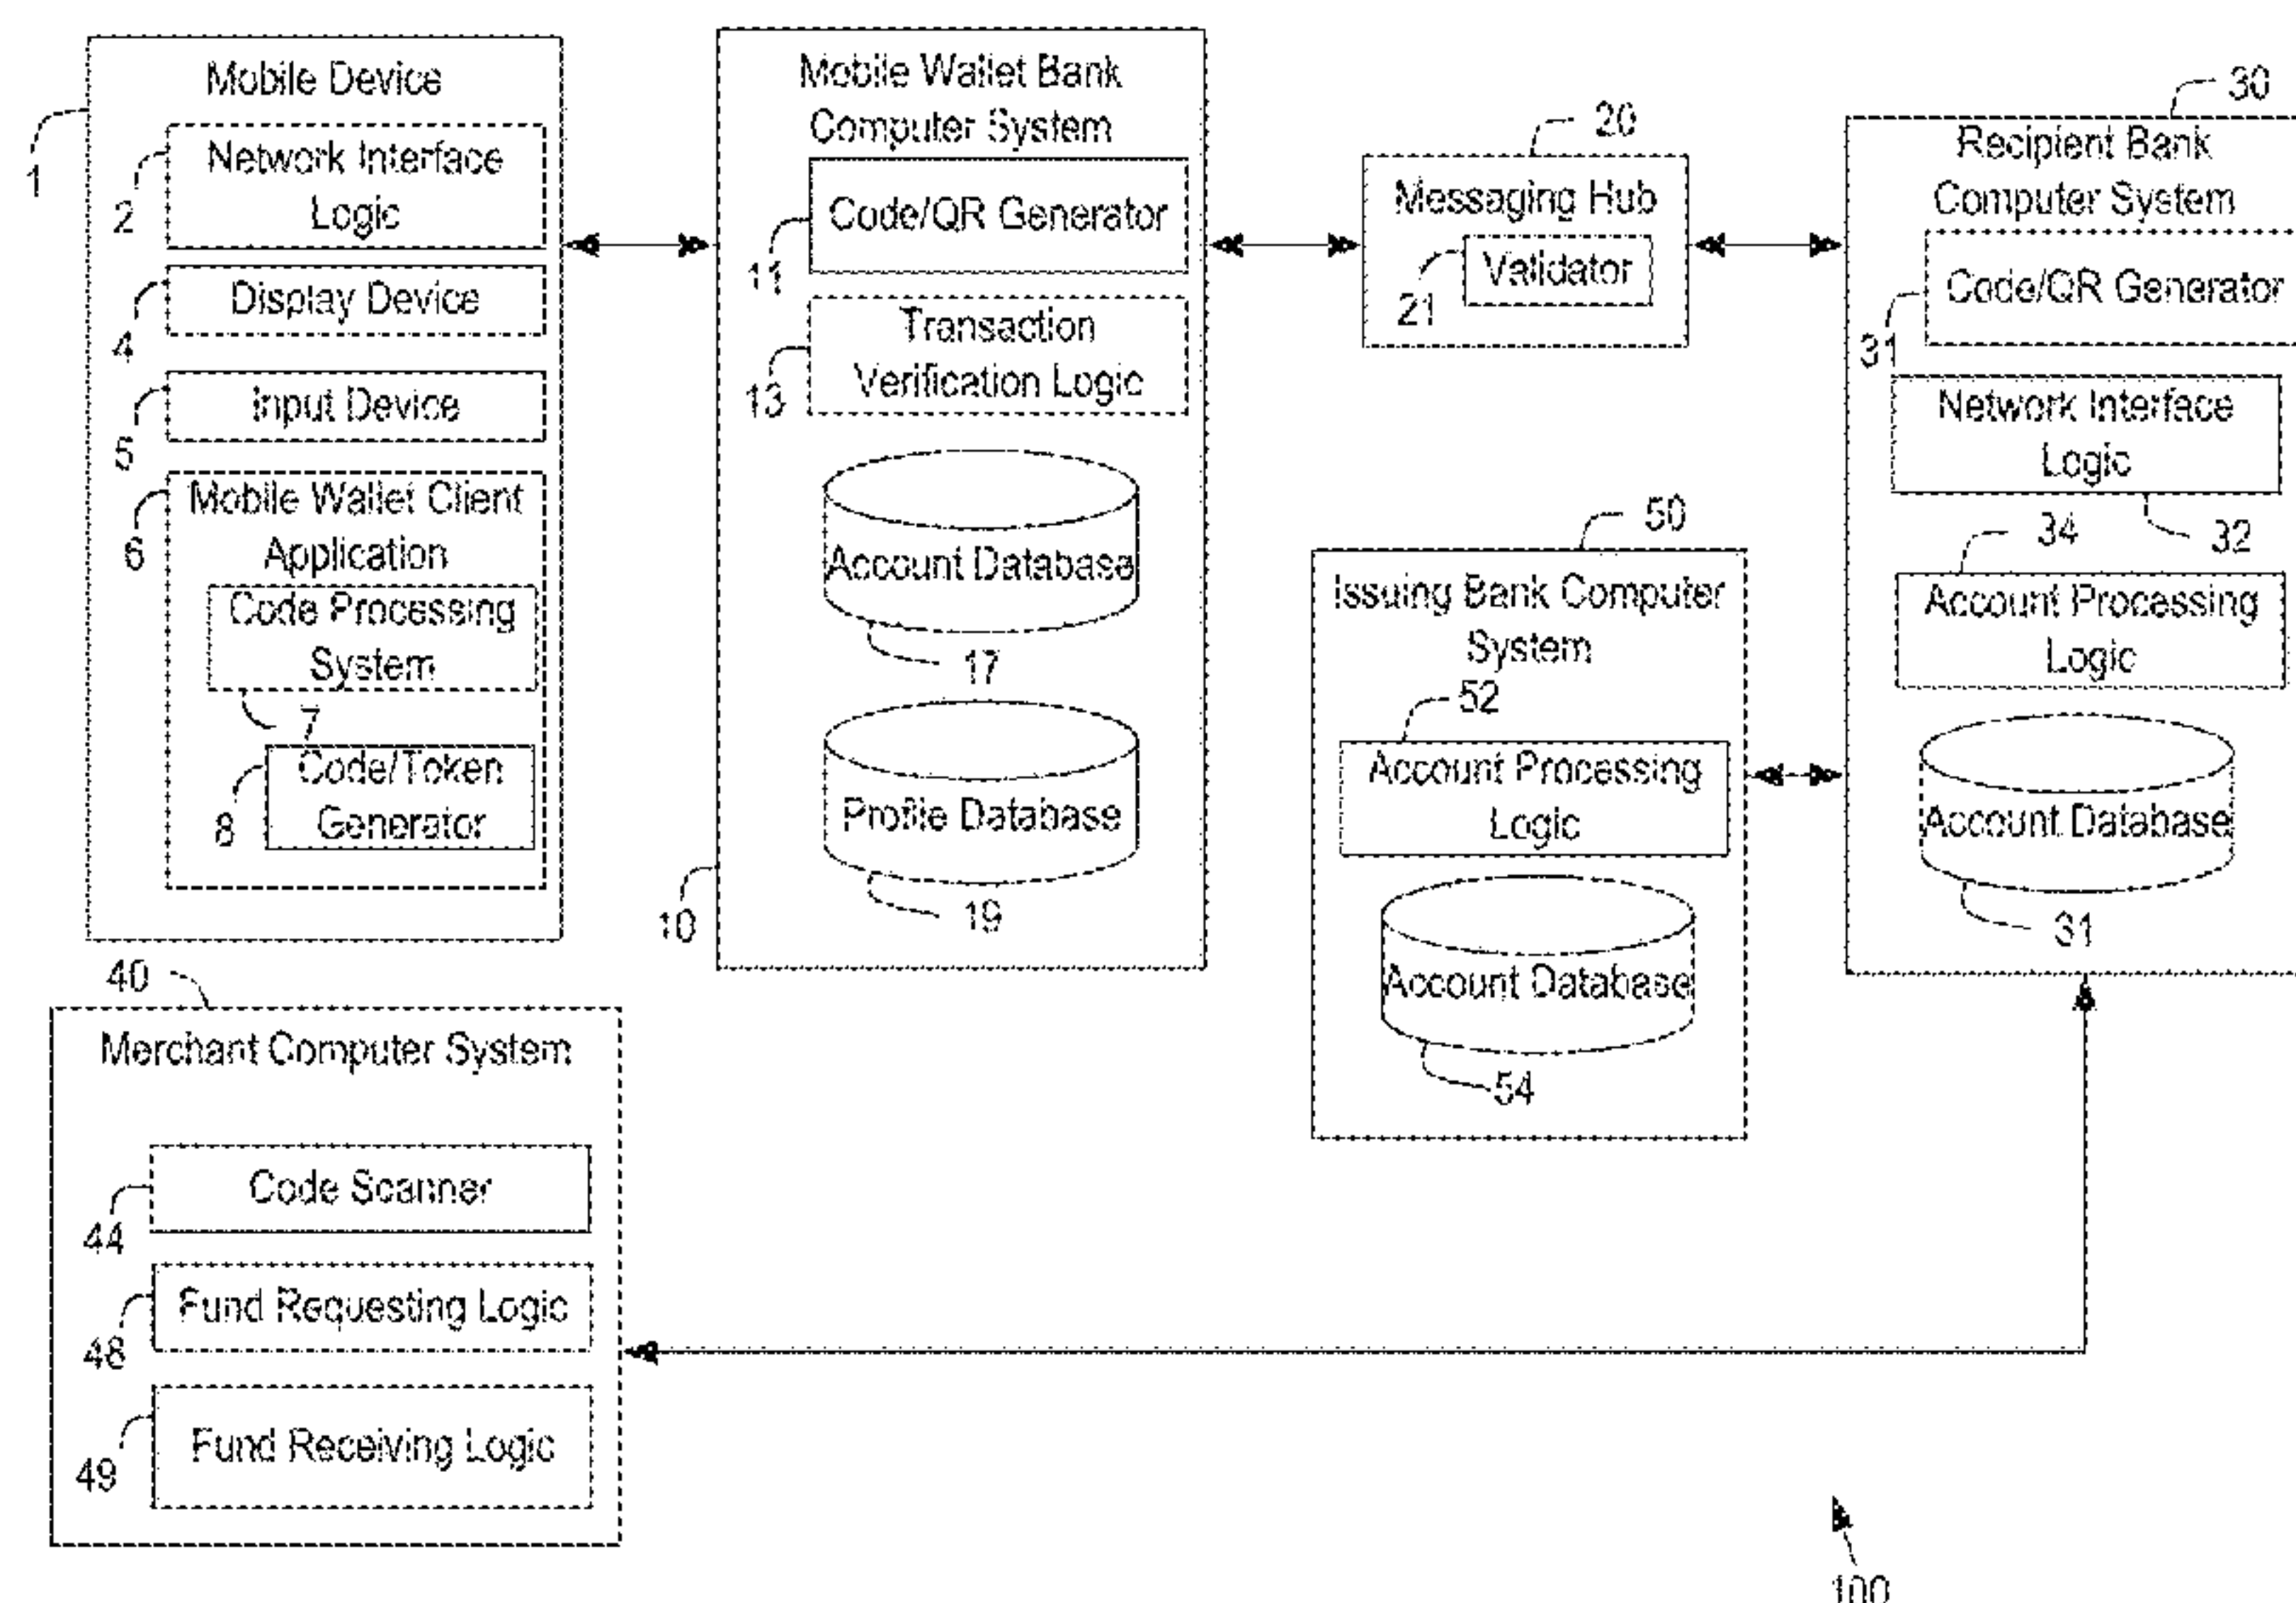 Mobile Device
1
Network Interface
Logic
2
Display Device
4
Input Device
5
Mobile Wallet Client
Application
6
Code Processing
System
7
Code/Token
Generator
8
Mobile Wallet Bank
Computer System
Code/QR Generator
11
Transaction
Verification Logic
13
Account Database
17
Profile Database
19
10
20
Messaging Hub
Validator
21
30
Recipient Bank
Computer System
Code/QR Generator
31
Network Interface
Logic
32
34
Account Processing
Logic
Account Database
31
50
Issuing Bank Computer
System
52
Account Processing
Logic
Account Database
54
40
Merchant Computer System
Code Scanner
44
Fund Requesting Logic
48
Fund Receiving Logic
49
100